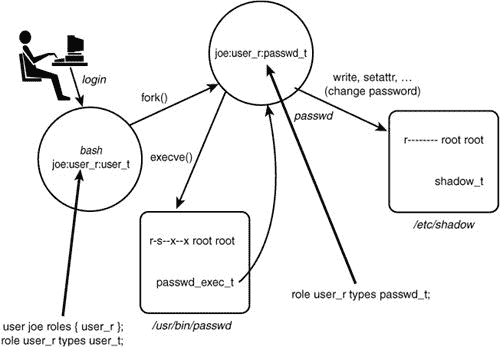 login
fork()
joe:user_r:passwd_t
write, setattr, ...
(change password)
passwd
bash
joe:user_r:user_t
execve()
r-------- root root
shadow_t
/etc/shadow
r-s--x--x root root
passwd_exec_t
/usr/bin/passwd
role user_r types passwd_t;
user joe roles { user_r };
role user_r types user_t;